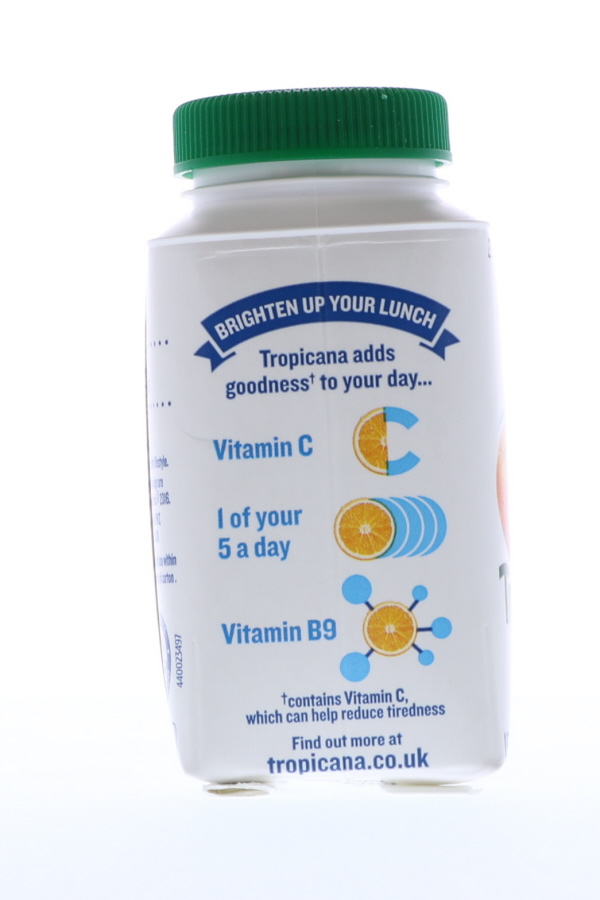 BRIGHTEN UP YOUR LUNCH
Tropicana adds
goodness† to your day...
Vitamin C
1 of your
5 a day
Vitamin B9
†contains Vitamin C,
which can help reduce tiredness
Find out more at
tropicana.co.uk
440023497